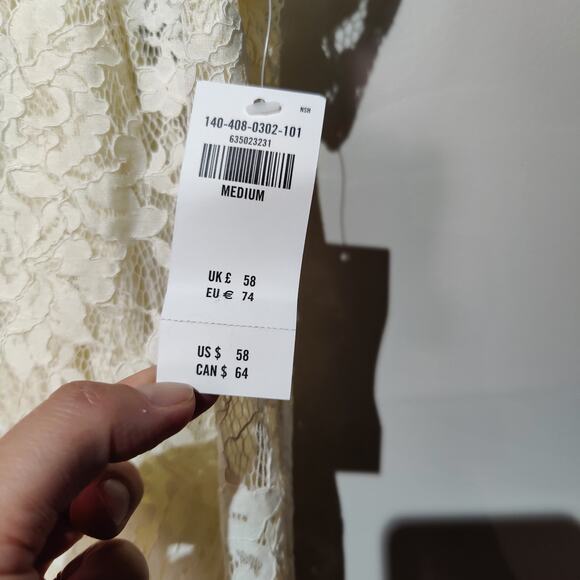 NSH
140-408-0302-101
635023231
MEDIUM
UK £ 58
EU € 74
US $ 58
CAN $ 64